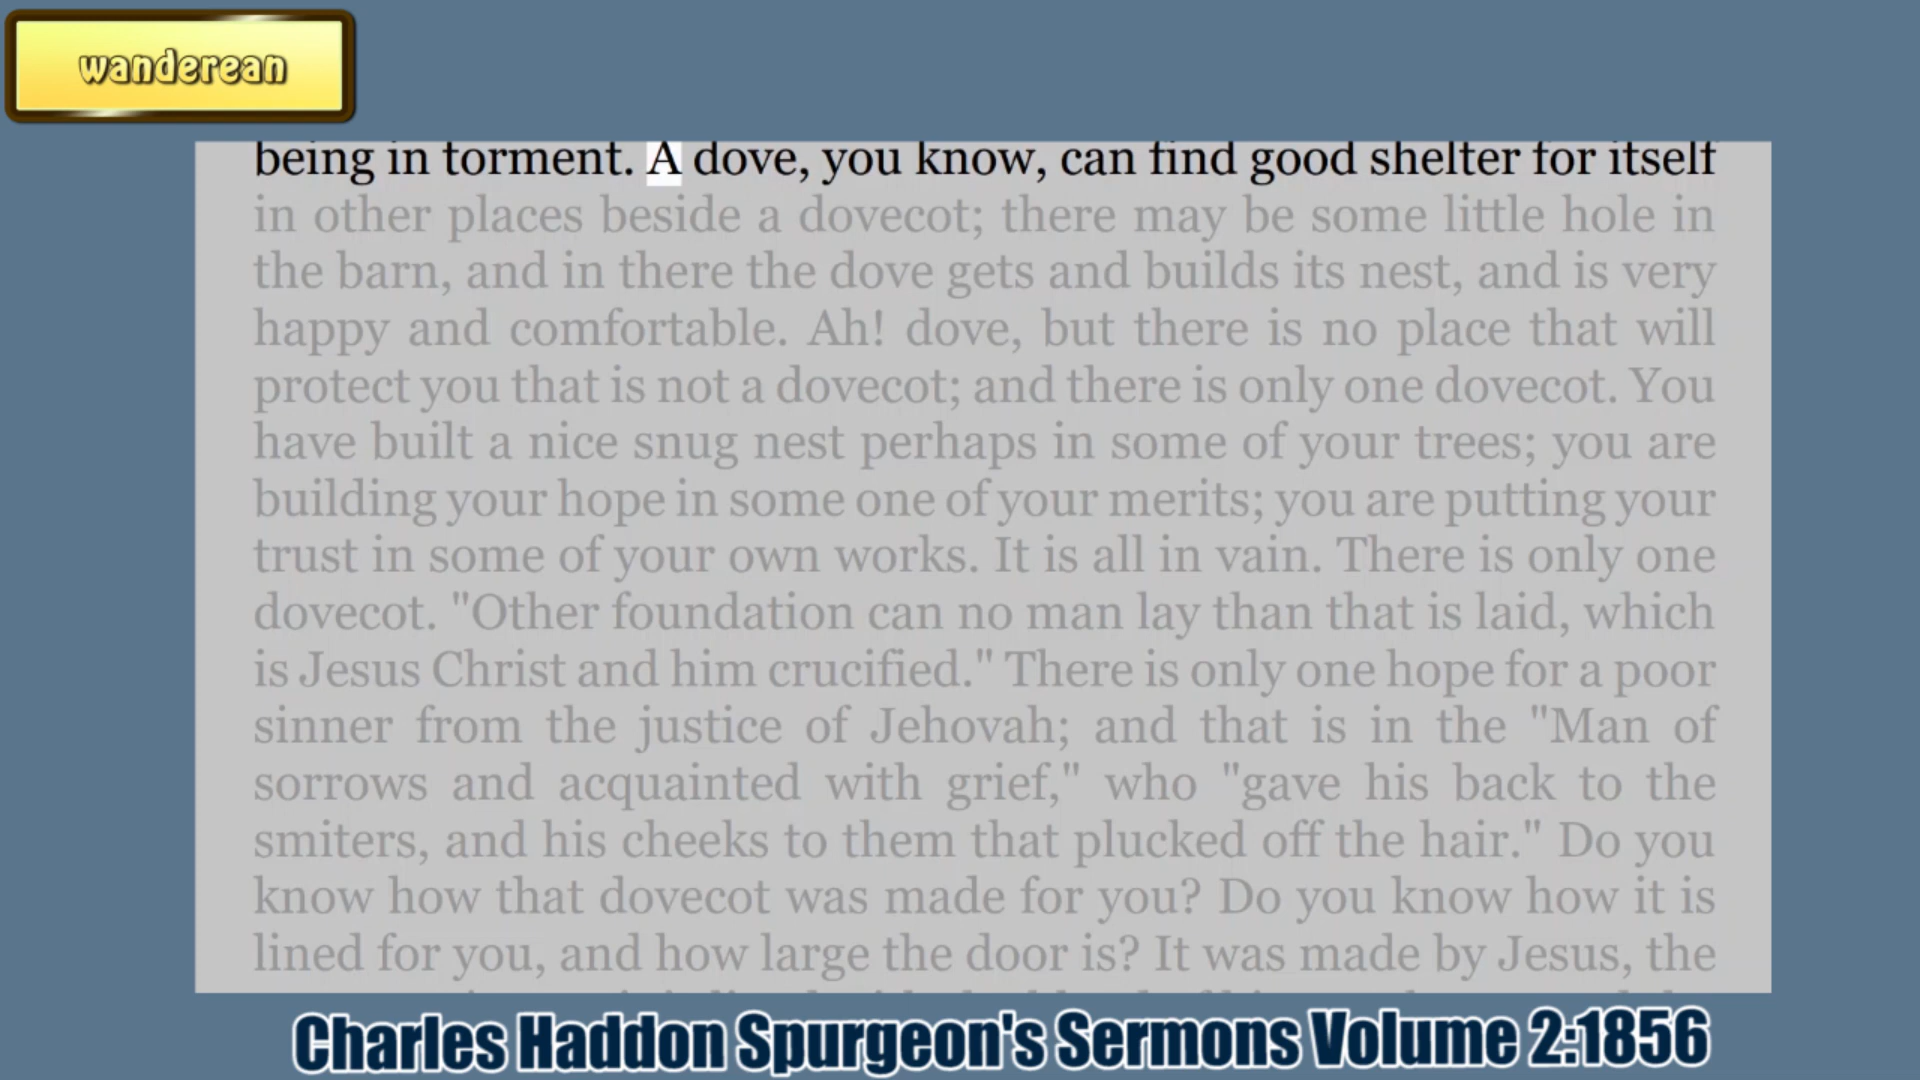 wanderean
being in torment. A dove, you know, can find good shelter for itself
in other places beside a dovecot; there may be some little hole in
the barn, and in there the dove gets and builds its nest, and is very
happy and comfortable. Ah! dove, but there is no place that will
protect you that is not a dovecot; and there is only one dovecot. You
have built a nice snug nest perhaps in some of your trees; you are
building your hope in some one of your merits; you are putting your
trust in some of your own works. It is all in vain. There is only one
dovecot. "Other foundation can no man lay than that is laid, which
is Jesus Christ and him crucified." There is only one hope for a poor
sinner from the justice of Jehovah; and that is in the "Man of
sorrows and acquainted with grief," who "gave his back to the
smiters, and his cheeks to them that plucked off the hair." Do you
know how that dovecot was made for you? Do you know how it is
lined for you, and how large the door is? It was made by Jesus, the
Charles Haddon Spurgeon's Sermons Volume 2:1856